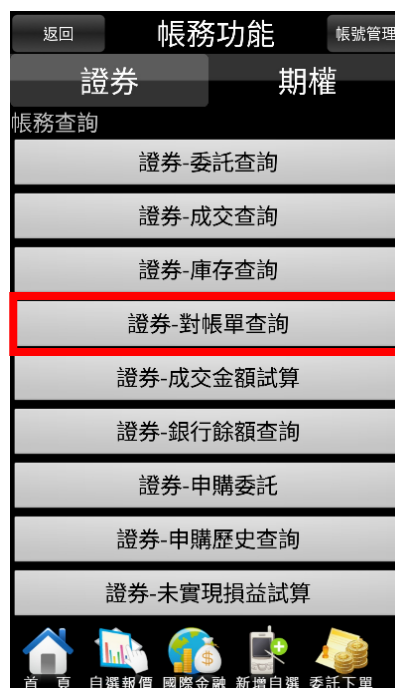 返回 帳務功能 帳號管理
證券 期權
帳務查詢
證券-委託查詢
證券-成交查詢
證券-庫存查詢
證券-對帳單查詢
證券-成交金額試算
證券-銀行餘額查詢
證券-申購委託
證券-申購歷史查詢
證券-未實現損益試算
首 頁 自選報價 國際金融 新增自選 委託下單